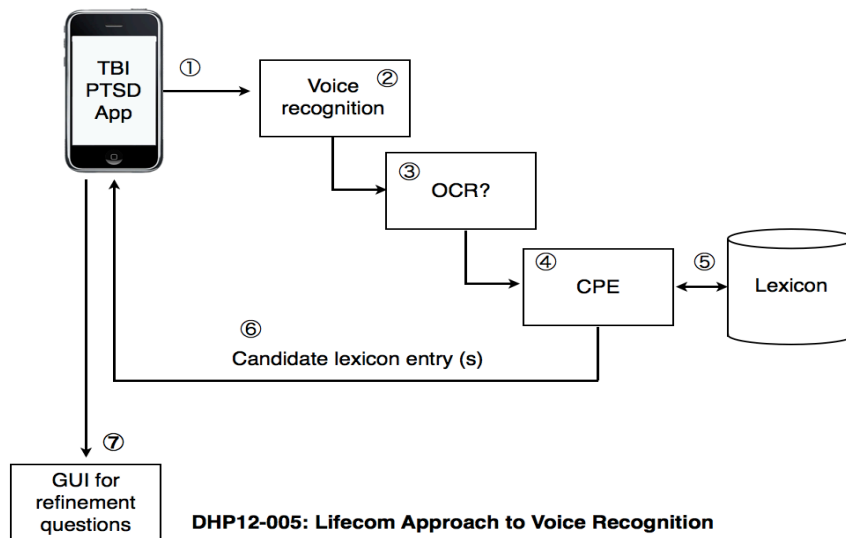 TBI
PTSD
App
①
Voice ②
recognition
③
OCR?
④
CPE
⑤
Lexicon
⑥
Candidate lexicon entry (s)
⑦
GUI for
refinement
questions
DHP12-005: Lifecom Approach to Voice Recognition